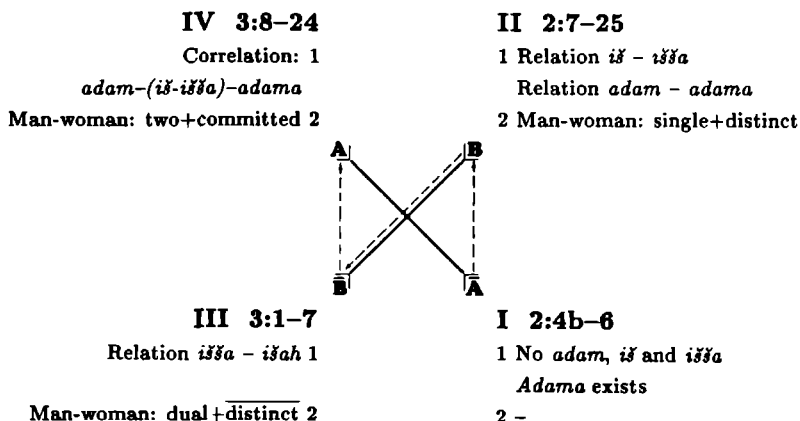 IV 3:8–24
Correlation: 1
adam–(iš-išša)–adama
Man-woman: two+committed 2
II 2:7–25
1 Relation iš – išša
Relation adam – adama
2 Man-woman: single+distinct
A
B
B̅
A̅
III 3:1–7
Relation išša – išah 1
Man-woman: dual+d̅i̅s̅t̅i̅n̅c̅t̅ 2
I 2:4b–6
1 No adam, iš and išša
Adama exists
2 –